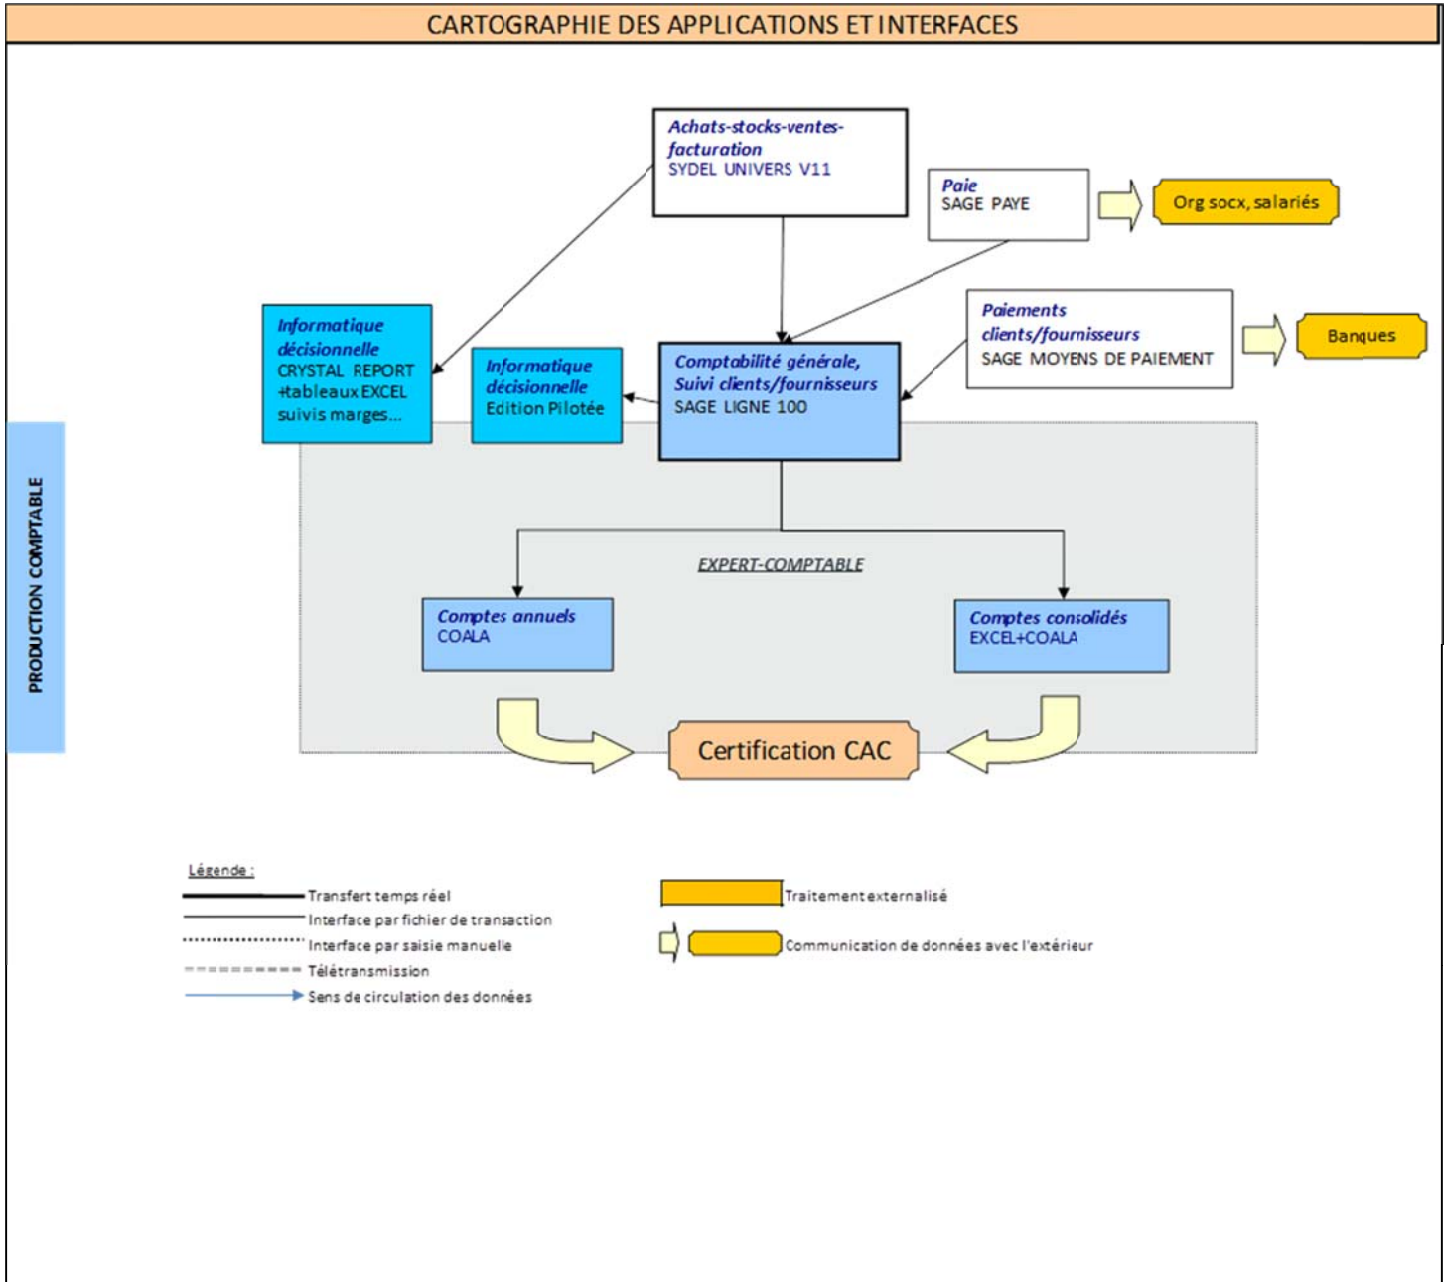 CARTOGRAPHIE DES APPLICATIONS ET INTERFACES
Achats-stocks-ventes-
facturation
SYDEL UNIVERS V11
Paie
SAGE PAYE
Org socx, salariés
Informatique
décisionnelle
CRYSTAL REPORT
+tableaux EXCEL
suivis marges...
Informatique
décisionnelle
Edition Pilotée
Comptabilité générale,
Suivi clients/fournisseurs
SAGE LIGNE 100
Paiements
clients/fournisseurs
SAGE MOYENS DE PAIEMENT
Banques
PRODUCTION COMPTABLE
EXPERT-COMPTABLE
Comptes annuels
COALA
Comptes consolidés
EXCEL+COALA
Certification CAC
Légende :
Transfert temps réel
Interface par fichier de transaction
Interface par saisie manuelle
Télétransmission
Sens de circulation des données
Traitement externalisé
Communication de données avec l'extérieur